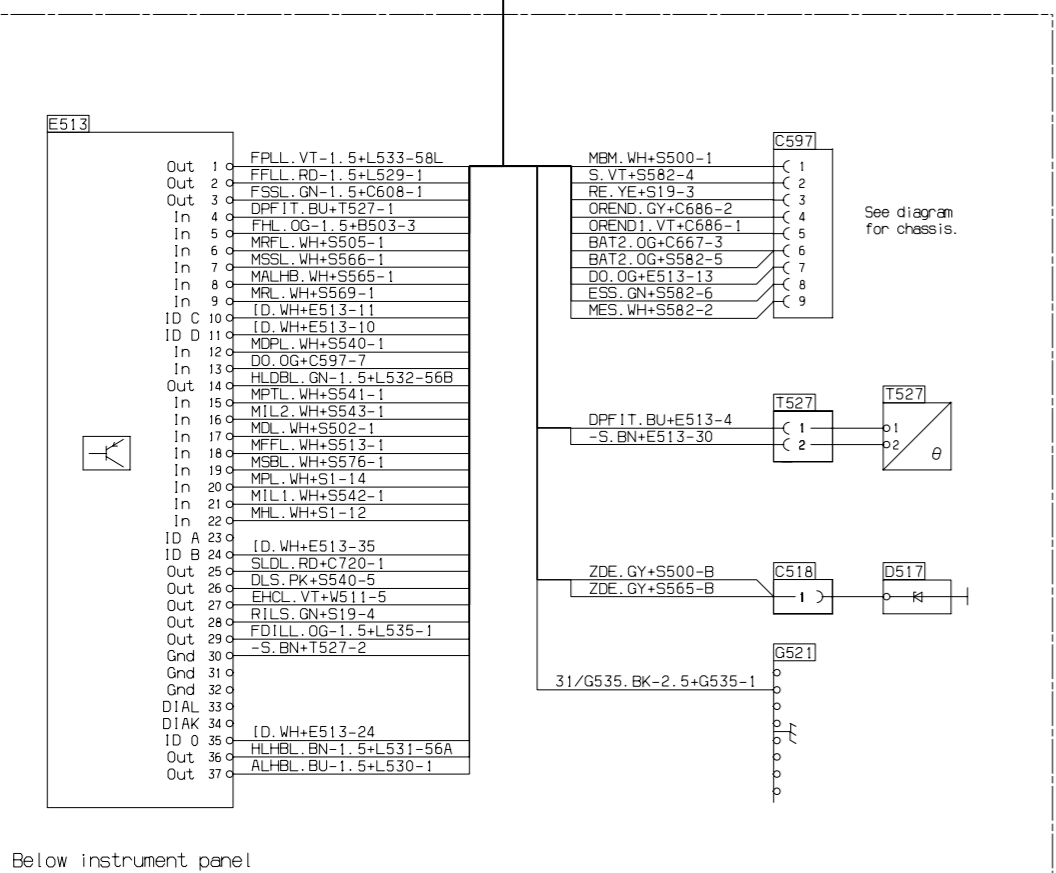 E513
Out 1 FPLL.VT-1.5+L533-58L
Out 2 FFLL.RD-1.5+L529-1
Out 3 FSSL.GN-1.5+C608-1
In 4 DPFIT.BU+T527-1
In 5 FHL.OG-1.5+B503-3
In 6 MRFL.WH+S505-1
In 7 MSSL.WH+S566-1
In 8 MALHB.WH+S565-1
In 9 MRL.WH+S569-1
ID C 10 ID.WH+E513-11
ID D 11 ID.WH+E513-10
In 12 MDPL.WH+S540-1
In 13 DO.OG+C597-7
Out 14 HLDBL.GN-1.5+L532-56B
In 15 MPTL.WH+S541-1
In 16 MIL2.WH+S543-1
In 17 MDL.WH+S502-1
In 18 MFFL.WH+S513-1
In 19 MSBL.WH+S576-1
In 20 MPL.WH+S1-14
In 21 MIL1.WH+S542-1
In 22 MHL.WH+S1-12
ID A 23
ID B 24 ID.WH+E513-35
Out 25 SLDL.RD+C720-1
Out 26 DLS.PK+S540-5
Out 27 EHCL.VT+W511-5
Out 28 RILS.GN+S19-4
Out 29 FDILL.OG-1.5+L535-1
Gnd 30 -S.BN+T527-2
Gnd 31
Gnd 32
DIAL 33
DIAK 34
ID 0 35 ID.WH+E513-24
Out 36 HLHBL.BN-1.5+L531-56A
Out 37 ALHBL.BU-1.5+L530-1
C597
MBM.WH+S500-1 1
S.VT+S582-4 2
RE.YE+S19-3 3
OREND.GY+C686-2 4
OREND1.VT+C686-1 5
BAT2.OG+C667-3 6
BAT2.OG+S582-5
DO.OG+E513-13 7
ESS.GN+S582-6 8
MES.WH+S582-2 9
See diagram
for chassis.
T527 T527
DPFIT.BU+E513-4 1 1
-S.BN+E513-30 2 2 θ
C518 D517
ZDE.GY+S500-B
ZDE.GY+S565-B 1
G521
31/G535.BK-2.5+G535-1
Below instrument panel